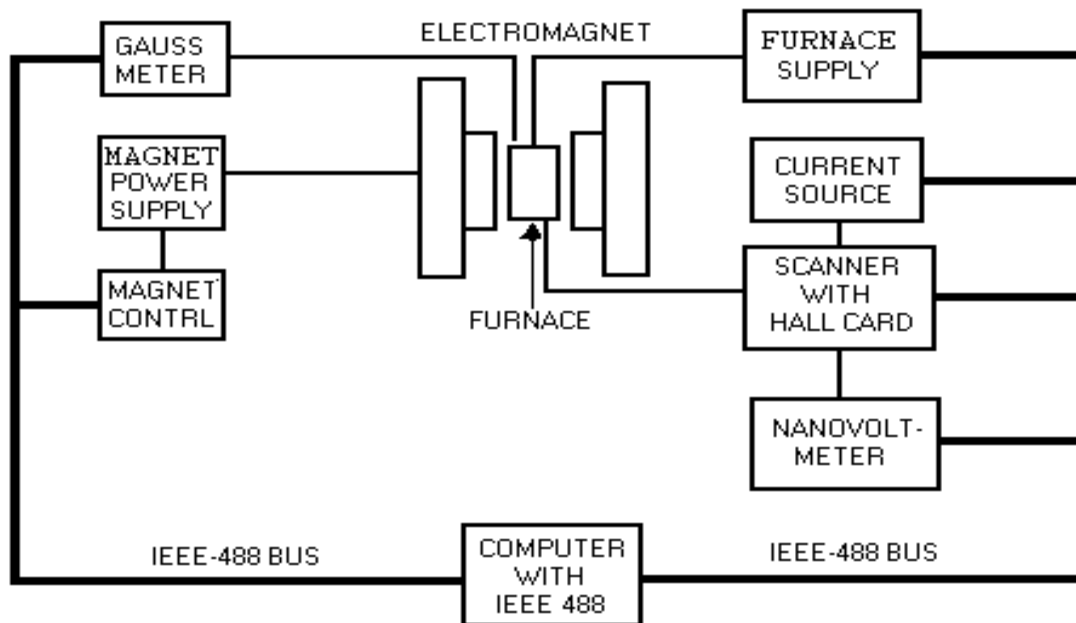 GAUSS
METER
ELECTROMAGNET
FURNACE
SUPPLY
MAGNET
POWER
SUPPLY
CURRENT
SOURCE
MAGNET
CONTRL
FURNACE
SCANNER
WITH
HALL CARD
NANOVOLT-
METER
IEEE-488 BUS
COMPUTER
WITH
IEEE 488
IEEE-488 BUS